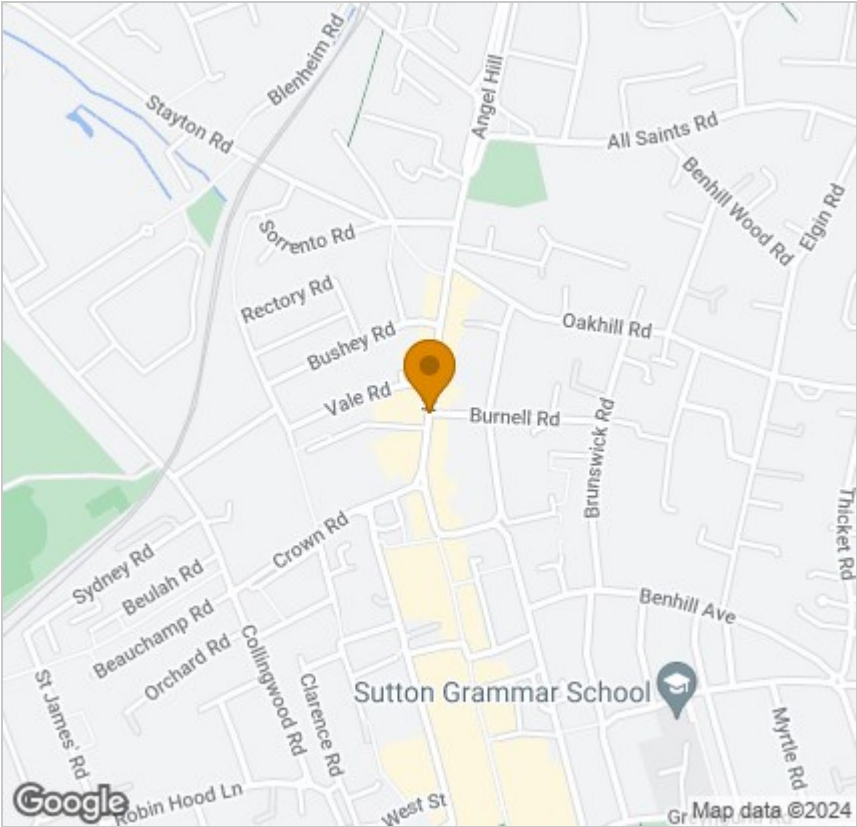 Blenheim Rd
Angel Hill
Stayton Rd
All Saints Rd
Benhill Wood Rd
Elgin Rd
Sorrento Rd
Rectory Rd
Oakhill Rd
Bushey Rd
Vale Rd
Burnell Rd
Brunswick Rd
Thicket Rd
Crown Rd
Sydney Rd
Beulah Rd
Beauchamp Rd
Orchard Rd
Benhill Ave
Collingwood Rd
Clarence Rd
St James' Rd
Sutton Grammar School
Myrtle Rd
Robin Hood Ln
West St
Google
Map data ©2024